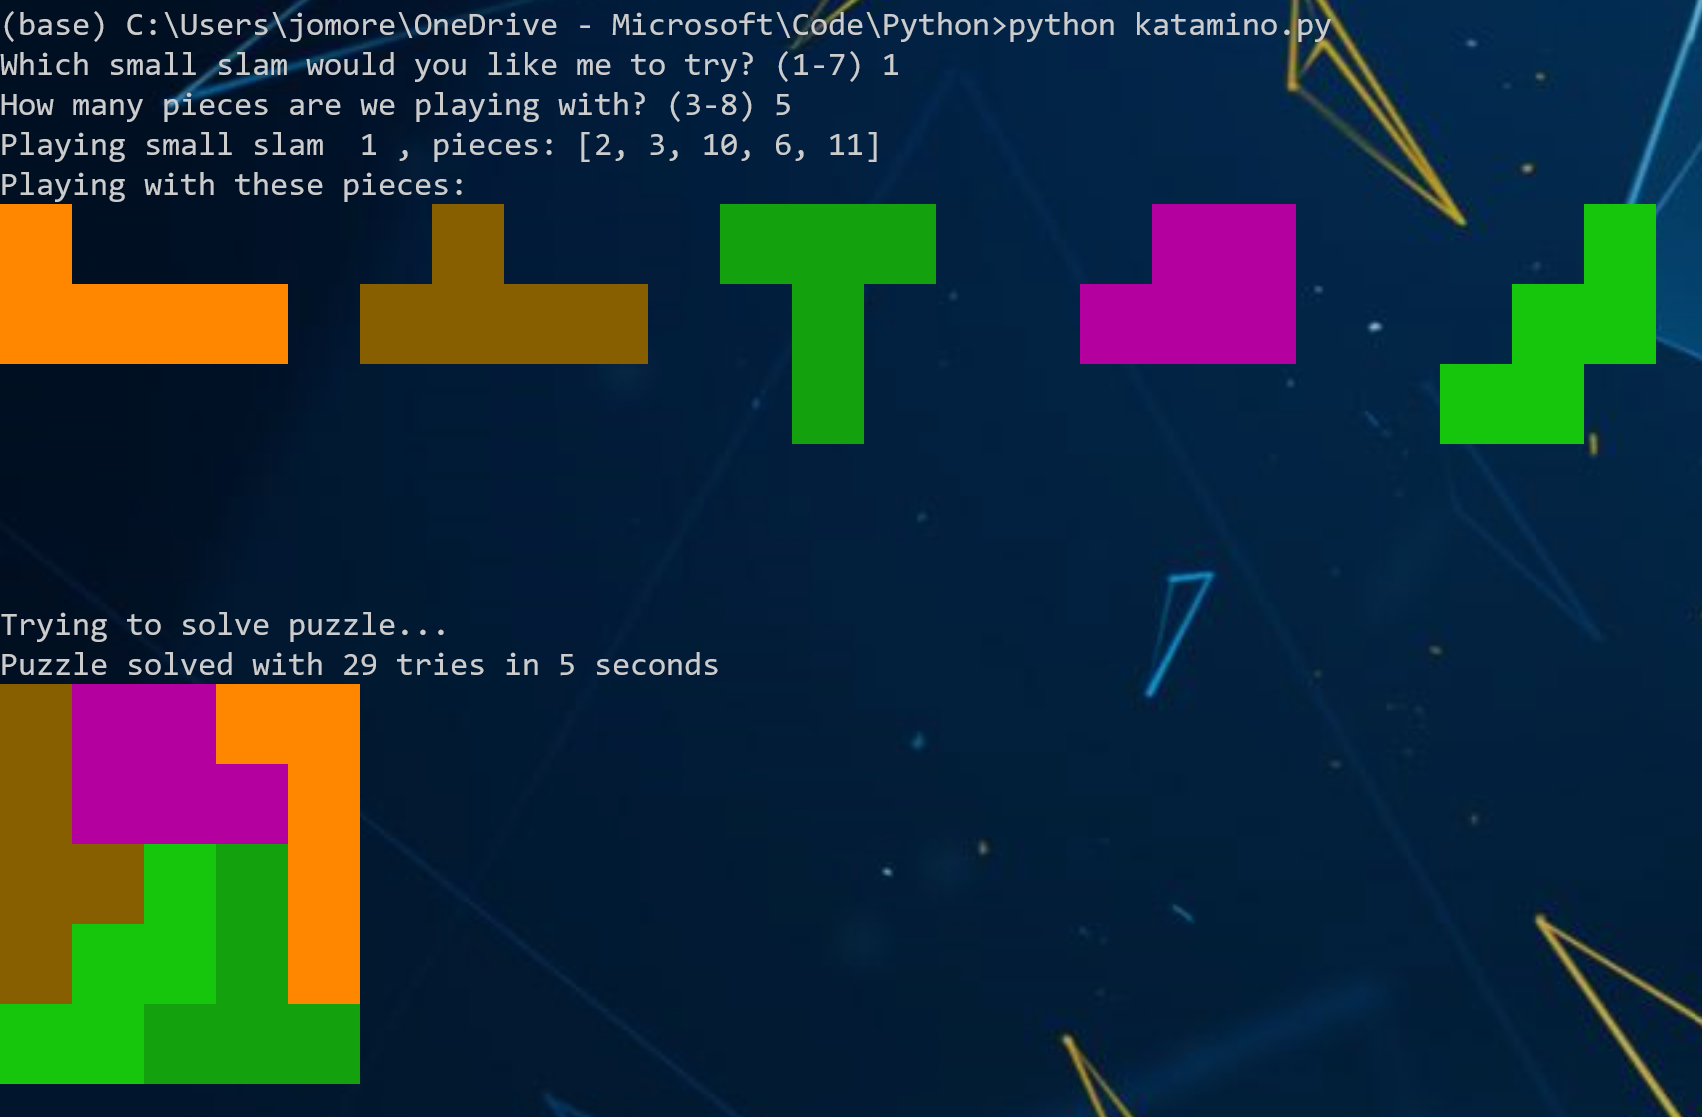 (base) C:\Users\jomore\OneDrive - Microsoft\Code\Python>python katamino.py
Which small slam would you like me to try? (1-7) 1
How many pieces are we playing with? (3-8) 5
Playing small slam  1 , pieces: [2, 3, 10, 6, 11]
Playing with these pieces:
Trying to solve puzzle...
Puzzle solved with 29 tries in 5 seconds